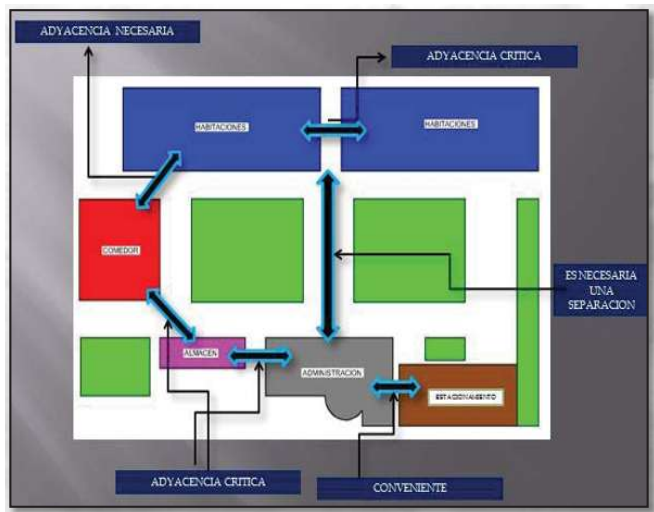 ADYACENCIA NECESARIA
ADYACENCIA CRITICA
HABITACIONES
HABITACIONES
COMEDOR
ES NECESARIA
UNA
SEPARACION
ALMACEN
ADMINISTRACION
ESTACIONAMIENTO
ADYACENCIA CRITICA
CONVENIENTE